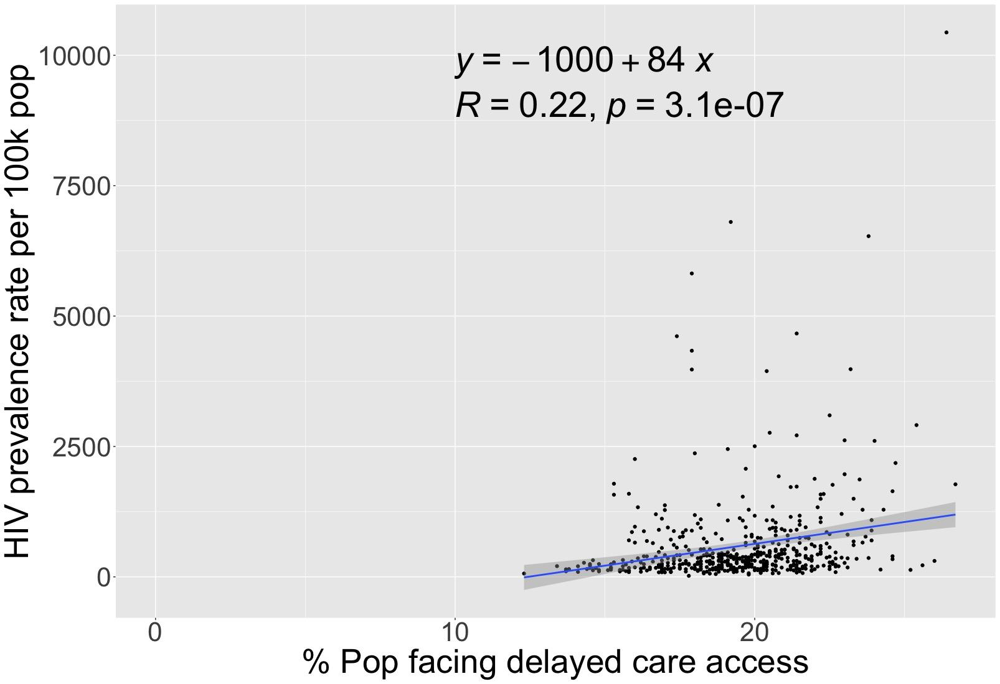 HIV prevalence rate per 100k pop
10000
7500
5000
2500
0
y = − 1000 + 84 x
R = 0.22, p = 3.1e-07
0 10 20
% Pop facing delayed care access